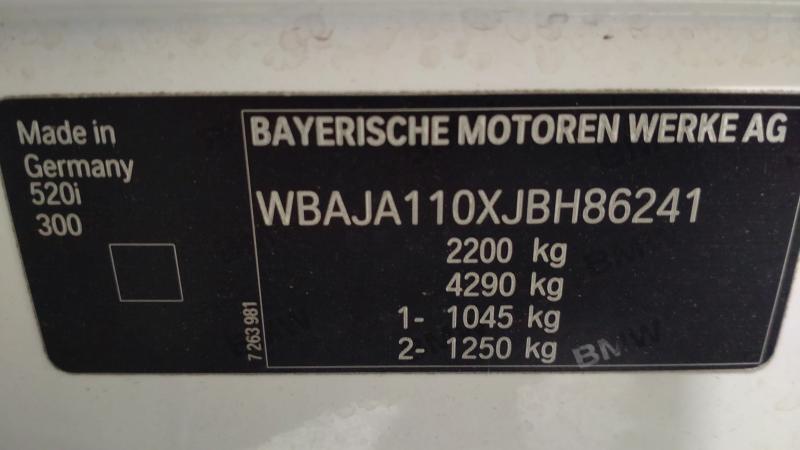 Made in
Germany
520i
300
7 263 981
BAYERISCHE MOTOREN WERKE AG
WBAJA110XJBH86241
2200 kg
4290 kg
1- 1045 kg
2- 1250 kg
BMW